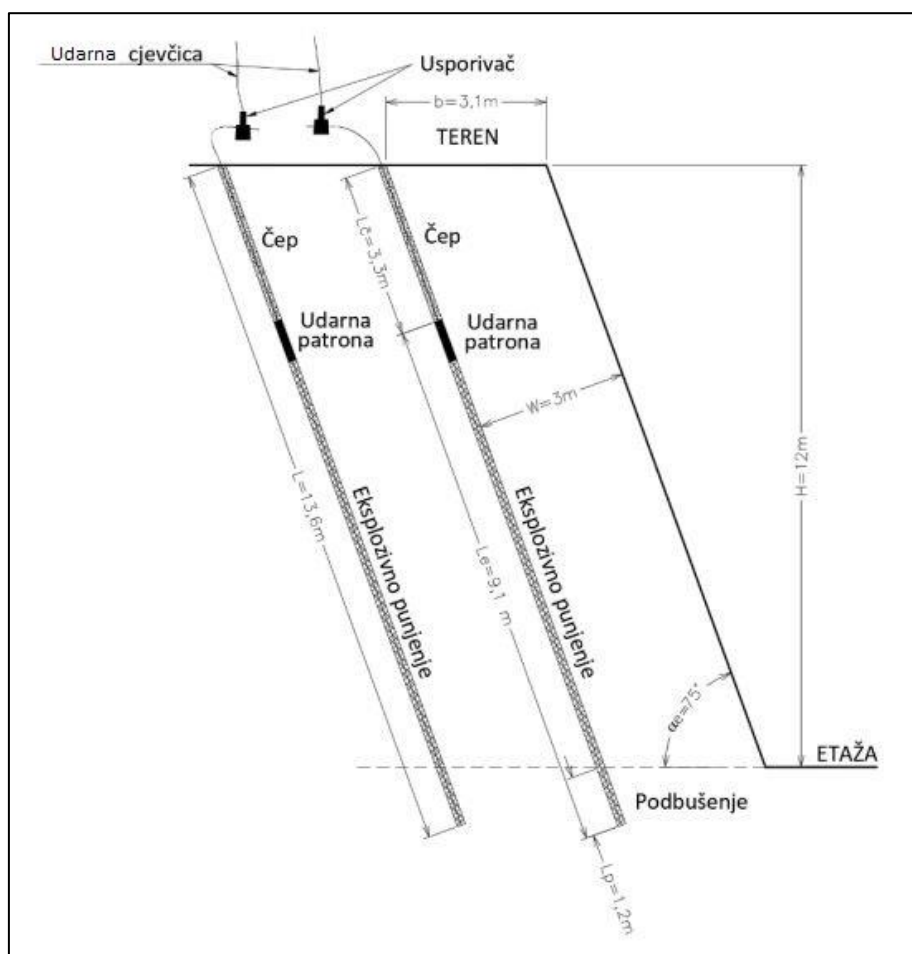 Udarna cjevčica
Usporivač
b=3,1m
TEREN
Čep
Čep
Lč=3,3m
Udarna
patrona
Udarna
patrona
W=3m
H=12m
L=13,6m
Eksplozivno punjenje
Le=9,1 m
Eksplozivno punjenje
αe=75°
ETAŽA
Podbušenje
Lp=1,2m